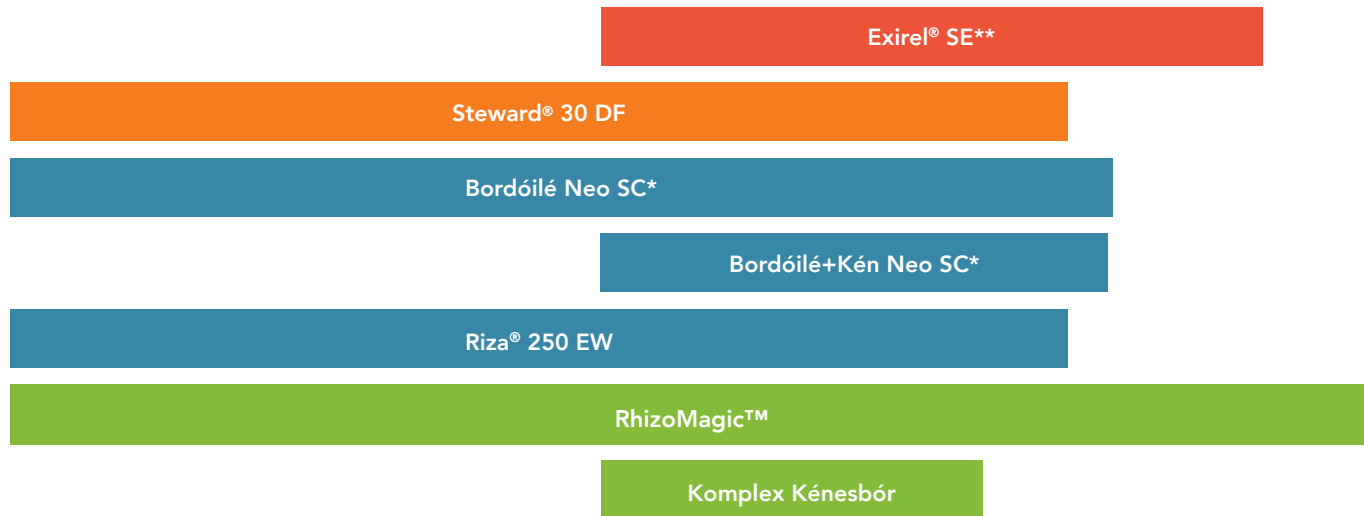 Exirel® SE**
Steward® 30 DF
Bordóilé Neo SC*
Bordóilé+Kén Neo SC*
Riza® 250 EW
RhizoMagic™
Komplex Kénesbór